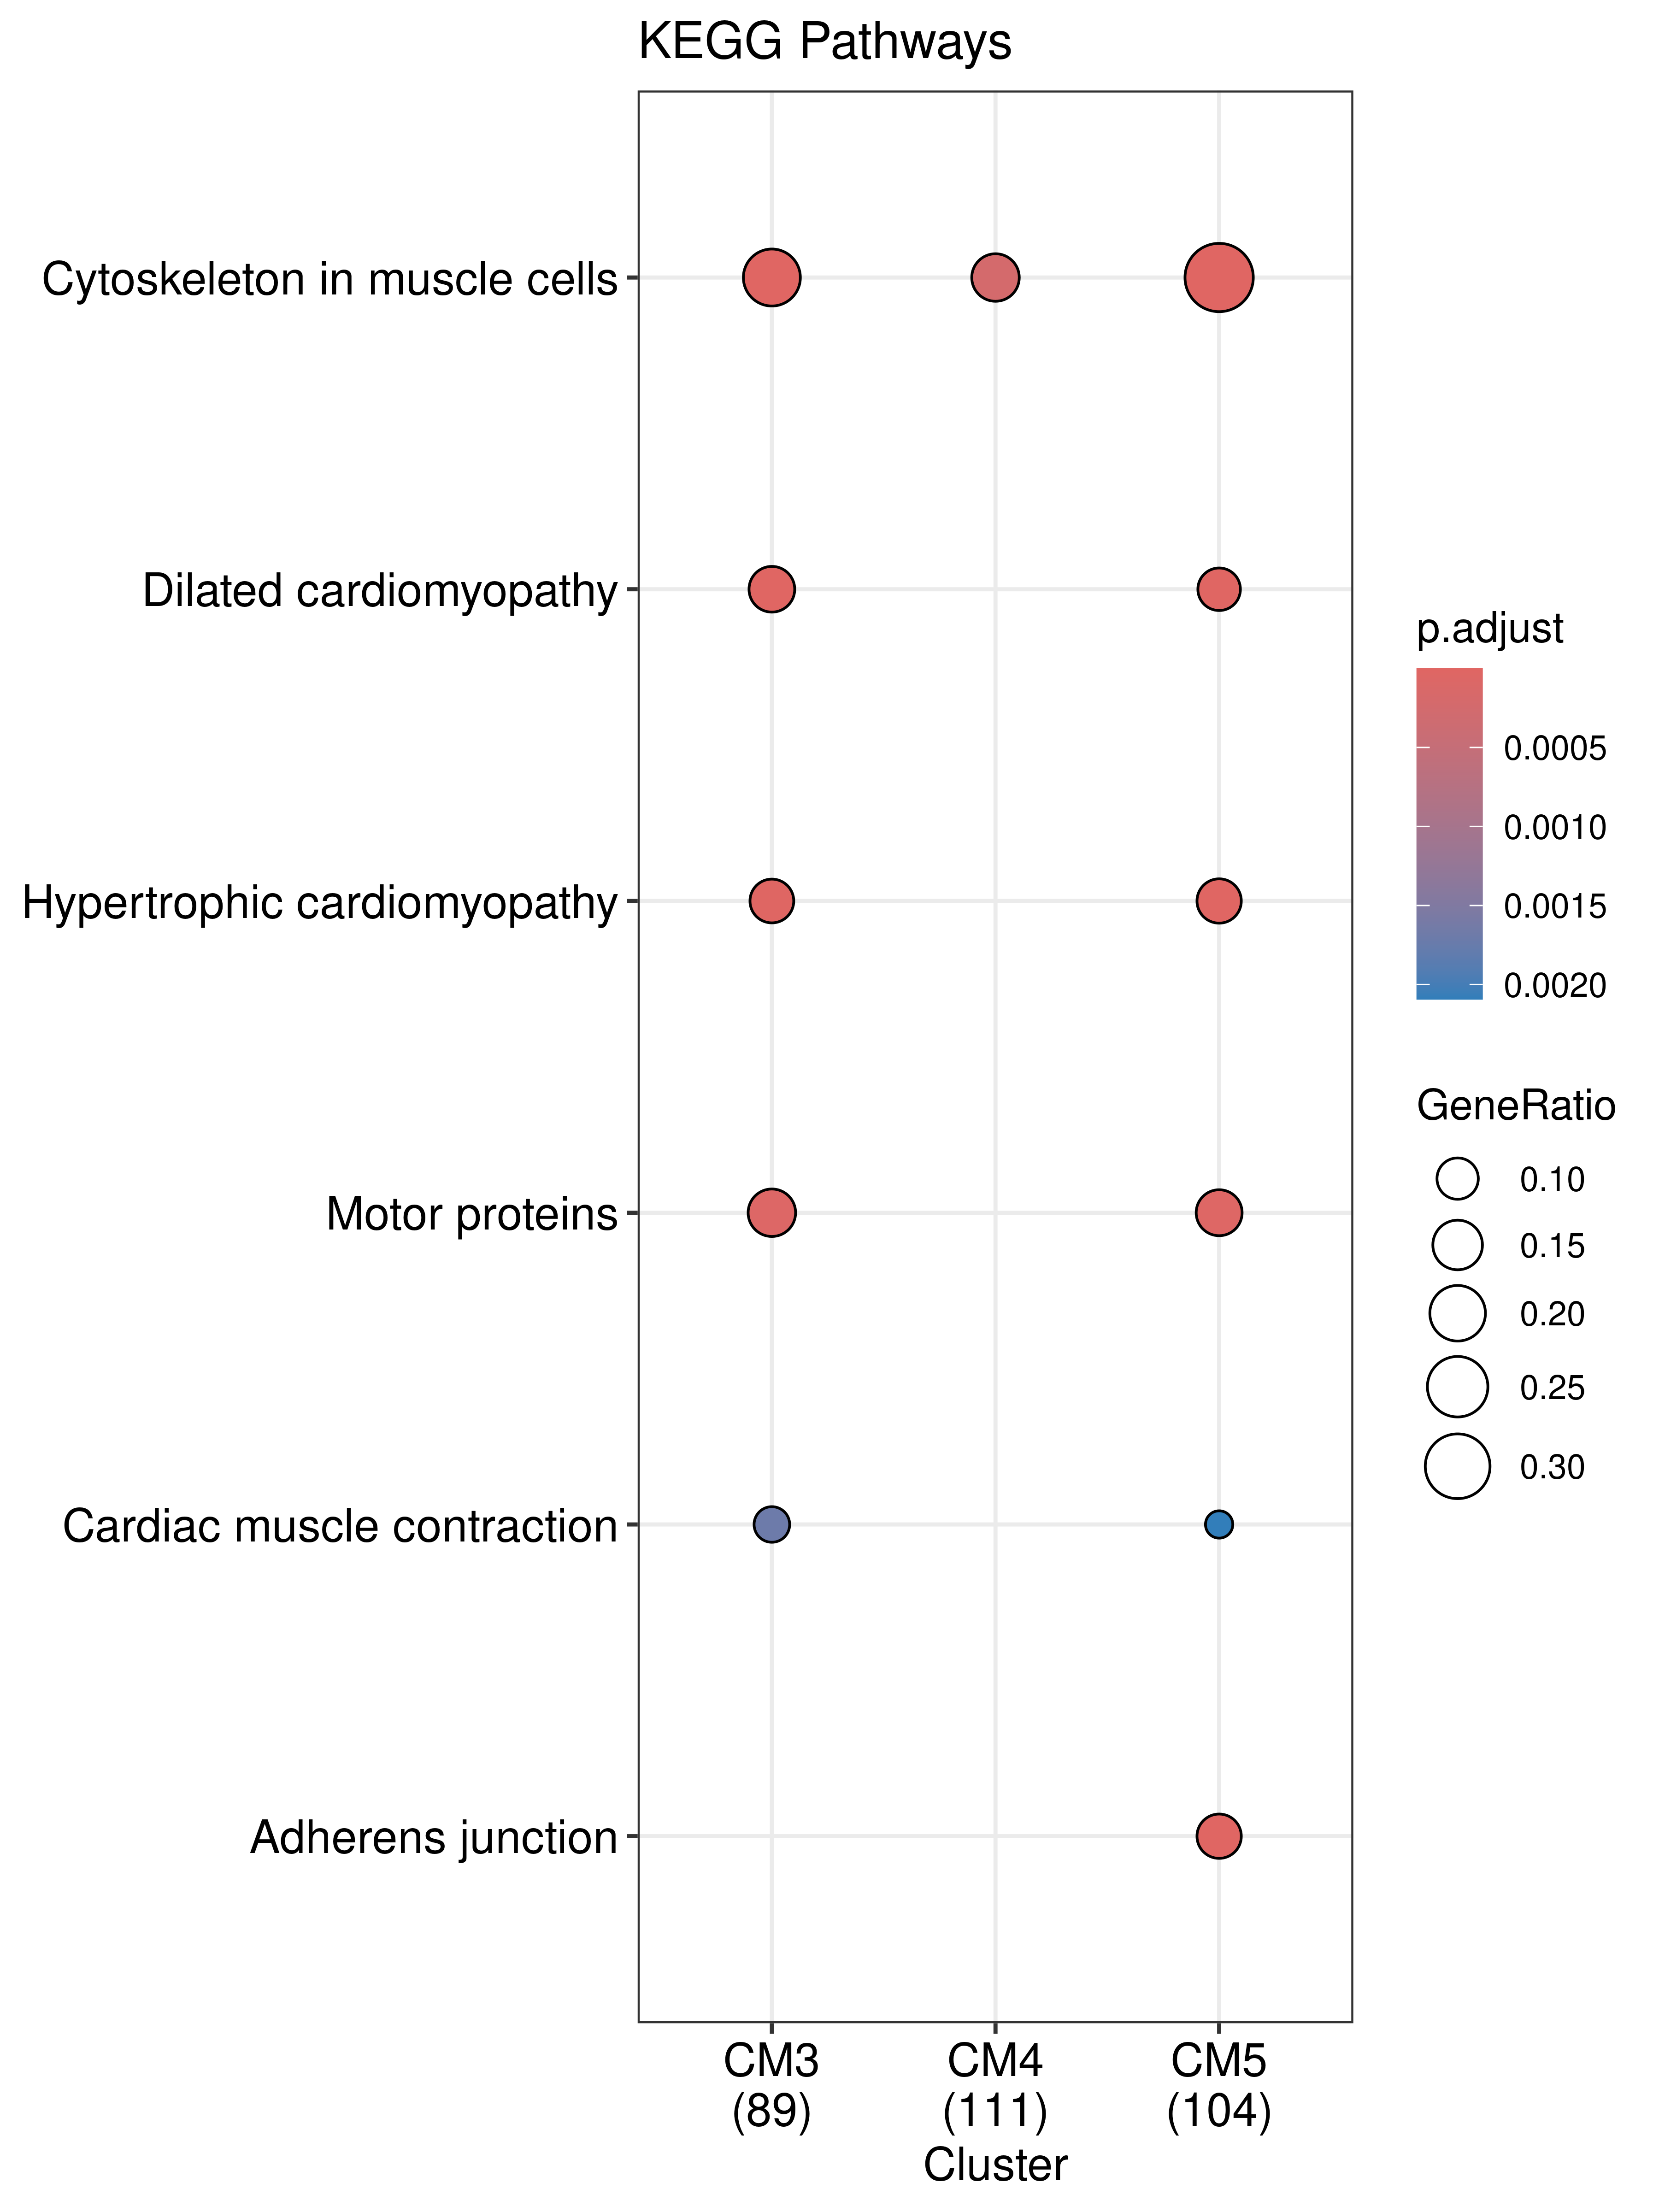 KEGG Pathways
Cytoskeleton in muscle cells
Dilated cardiomyopathy
Hypertrophic cardiomyopathy
Motor proteins
Cardiac muscle contraction
Adherens junction
CM3
(89)
CM4
(111)
CM5
(104)
Cluster
p.adjust
0.0005
0.0010
0.0015
0.0020
GeneRatio
0.10
0.15
0.20
0.25
0.30